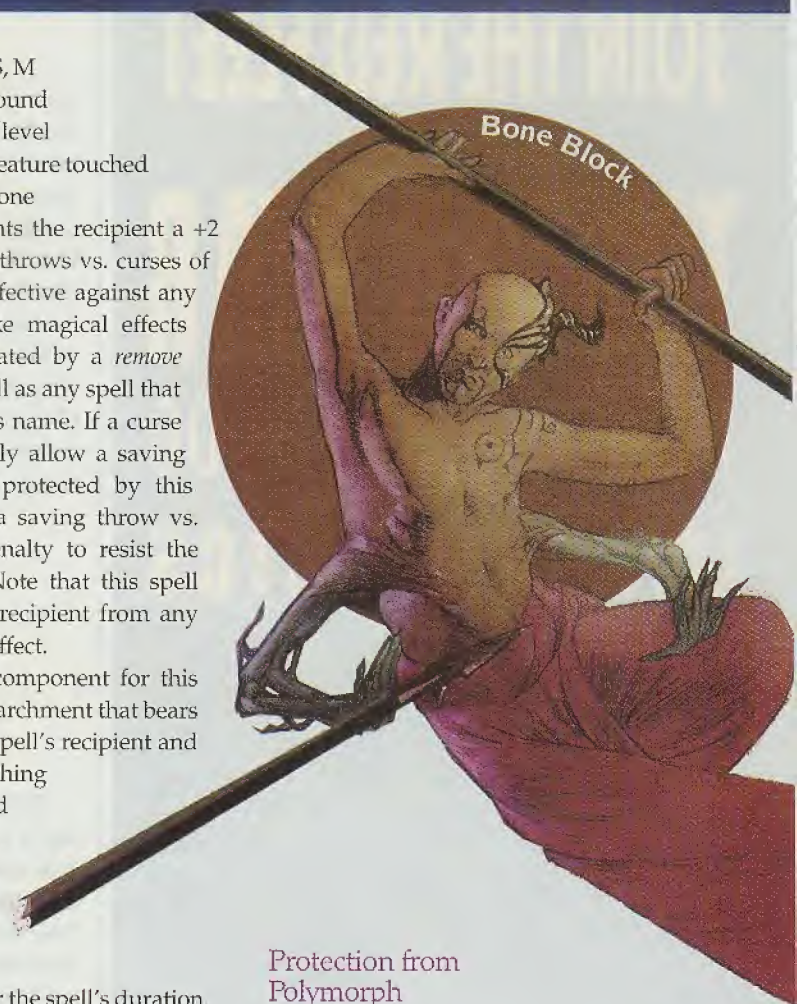 , M
ound
level
eature touched
one
nts the recipient a +2
throws vs. curses of
fective against any
ke magical effects
ated by a remove
ll as any spell that
s name. If a curse
ly allow a saving
protected by this
a saving throw vs.
enalty to resist the
Note that this spell
recipient from any
ffect.
component for this
archment that bears
pell's recipient and
hing
d
r the spell's duration
Bone Block
Protection from
Polymorph